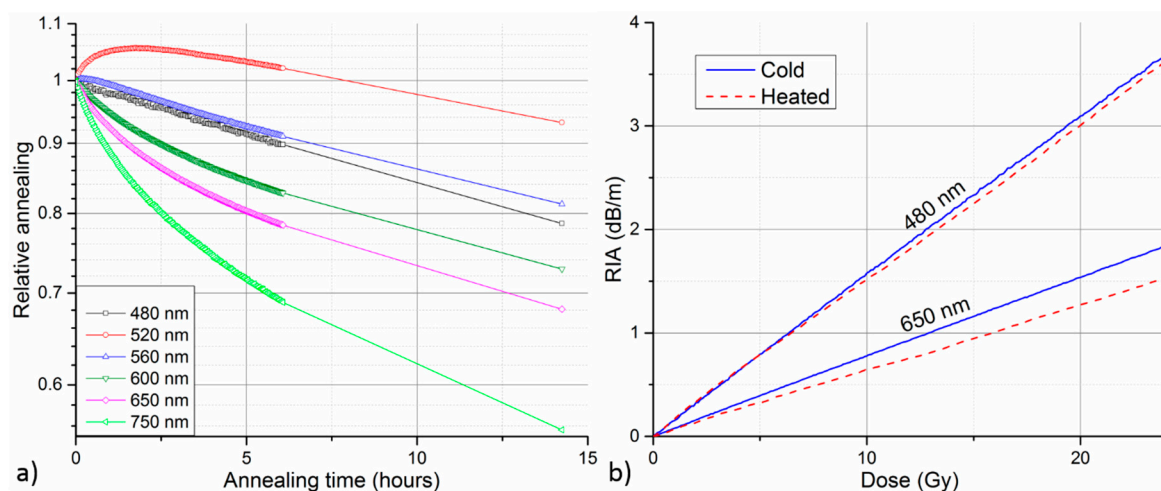 1.1
1
0.9
0.8
0.7
0.6
Relative annealing
480 nm
520 nm
560 nm
600 nm
650 nm
750 nm
0
5
10
15
Annealing time (hours)
a)
4
3
2
1
0
RIA (dB/m)
Cold
Heated
480 nm
650 nm
0
10
20
Dose (Gy)
b)